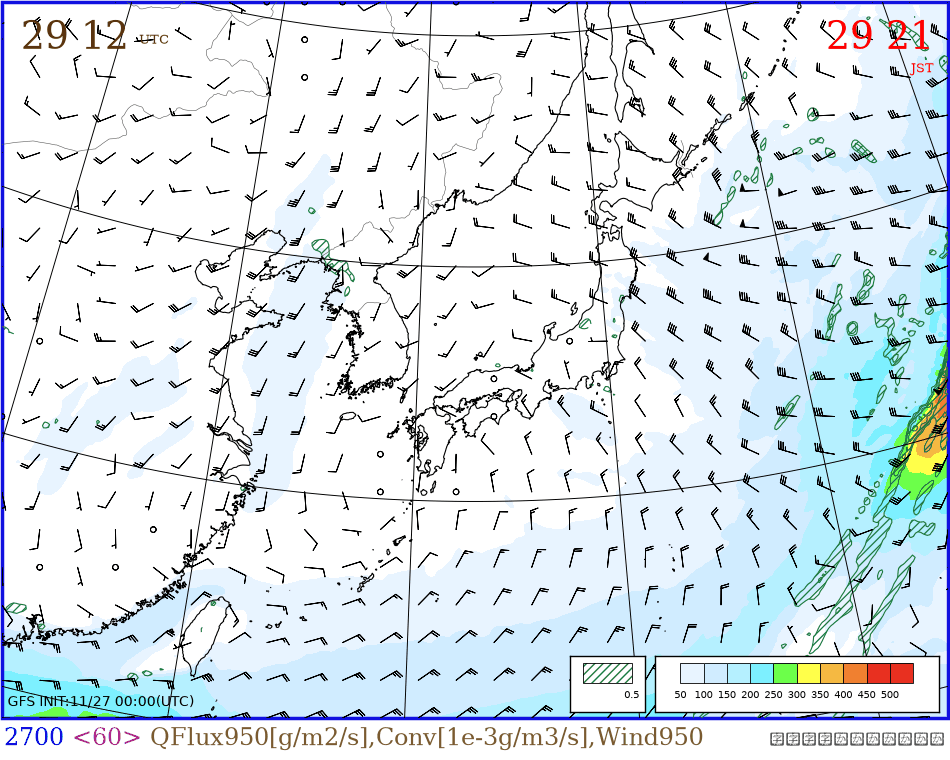 29 12 UTC
29 21
JST
0.5
50 100 150 200 250 300 350 400 450 500
GFS INIT:11/27 00:00(UTC)
2700 <60> QFlux950[g/m2/s],Conv[1e-3g/m3/s],Wind950